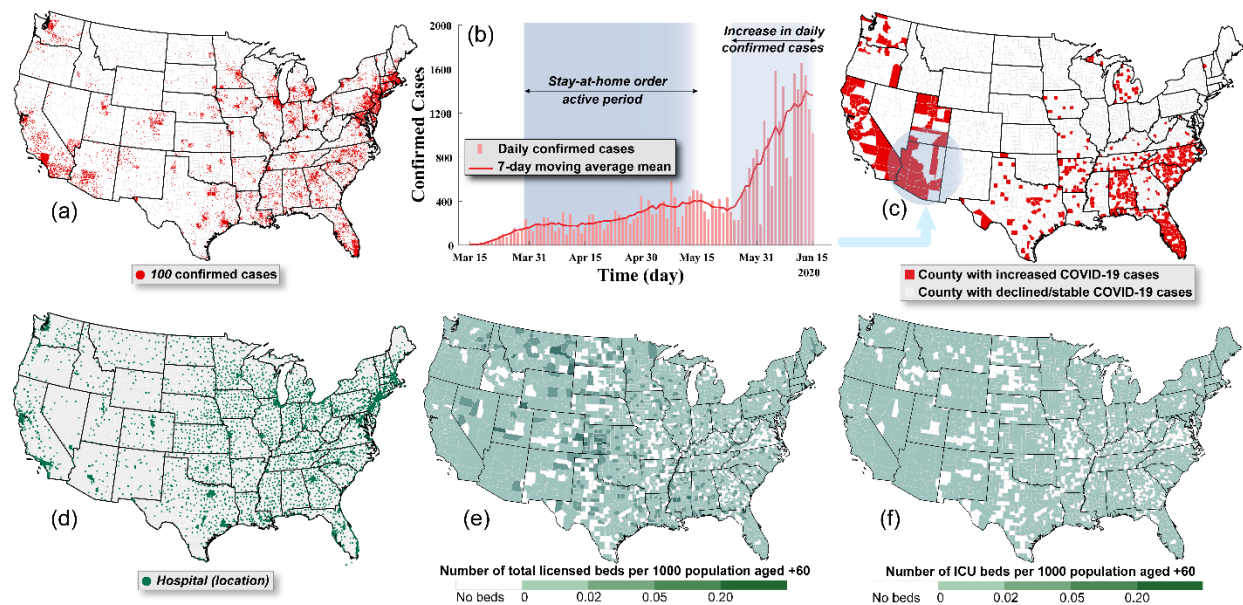 (a)
● 100 confirmed cases
(b)
Confirmed Cases
2000
1600
1200
800
400
0
Stay-at-home order
active period
Increase in daily
confirmed cases
Daily confirmed cases
7-day moving average mean
Mar 15
Mar 31
Apr 15
Apr 30
May 15
May 31
Jun 15
2020
Time (day)
(c)
County with increased COVID-19 cases
County with declined/stable COVID-19 cases
(d)
Hospital (location)
(e)
Number of total licensed beds per 1000 population aged +60
No beds 0 0.02 0.05 0.20
(f)
Number of ICU beds per 1000 population aged +60
No beds 0 0.02 0.05 0.20